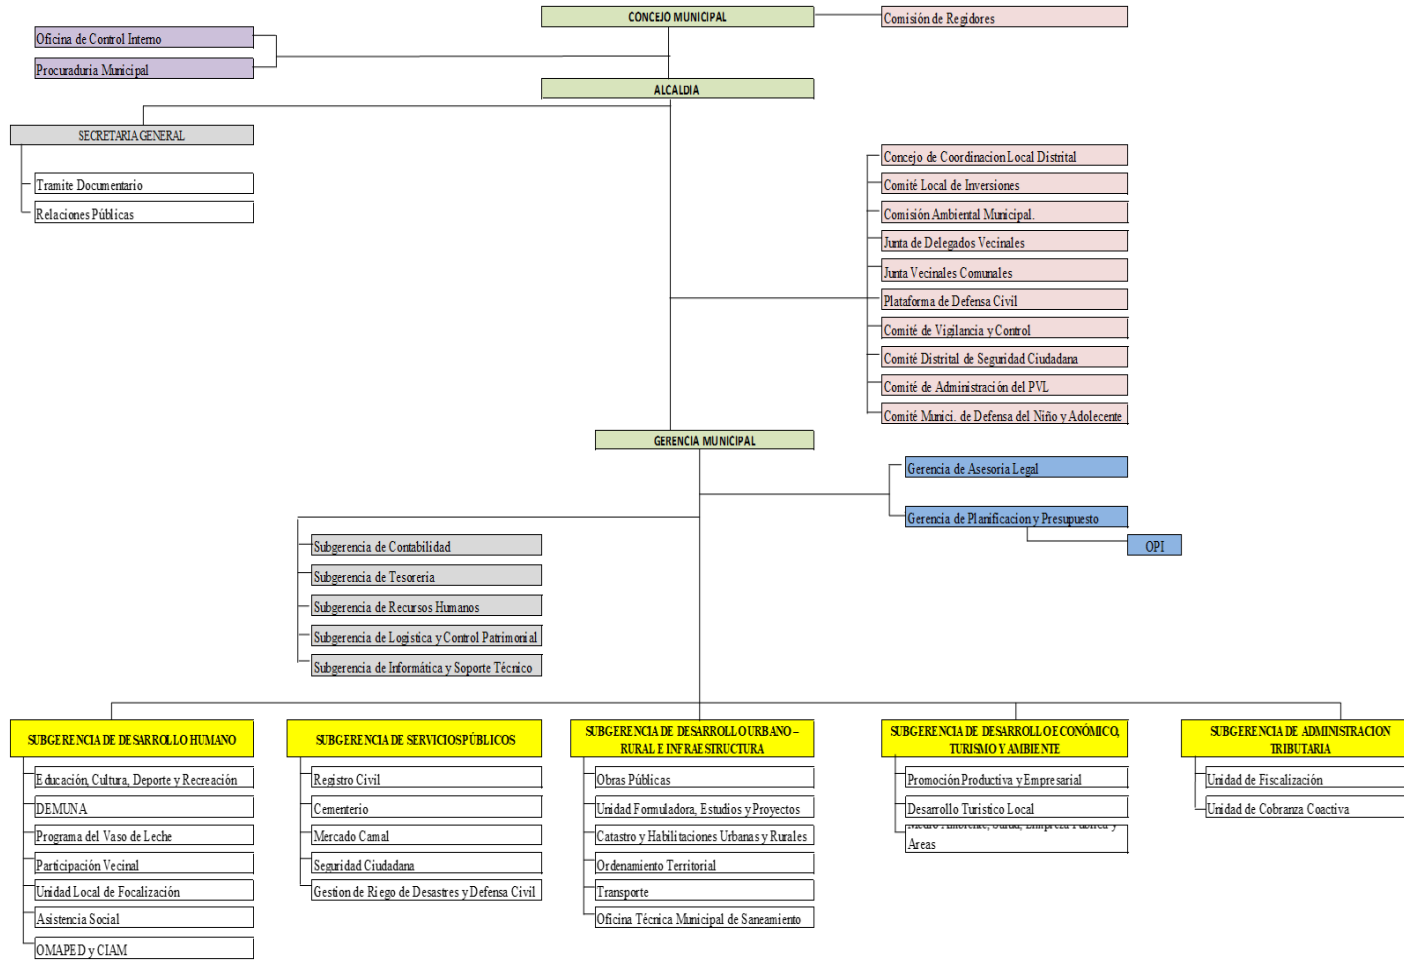 CONCEJO MUNICIPAL
Comisión de Regidores
Oficina de Control Interno
Procuraduria Municipal
ALCALDIA
SECRETARIA GENERAL
Tramite Documentario
Relaciones Públicas
Concejo de Coordinacion Local Distrital
Comité Local de Inversiones
Comisión Ambiental Municipal.
Junta de Delegados Vecinales
Junta Vecinales Comunales
Plataforma de Defensa Civil
Comité de Vigilancia y Control
Comité Distrital de Seguridad Ciudadana
Comité de Administración del PVL
Comité Munici. de Defensa del Niño y Adolecente
GERENCIA MUNICIPAL
Gerencia de Asesoria Legal
Gerencia de Planificacion y Presupuesto
OPI
Subgerencia de Contabilidad
Subgerencia de Tesoreria
Subgerencia de Recursos Humanos
Subgerencia de Logistica y Control Patrimonial
Subgerencia de Informática y Soporte Técnico
SUBGERENCIA DE DESARROLLO HUMANO
Educación, Cultura, Deporte y Recreación
DEMUNA
Programa del Vaso de Leche
Participación Vecinal
Unidad Local de Focalización
Asistencia Social
OMAPED y CIAM
SUBGERENCIA DE SERVICIOS PÚBLICOS
Registro Civil
Cementerio
Mercado Camal
Seguridad Ciudadana
Gestion de Riego de Desastres y Defensa Civil
SUBGERENCIA DE DESARROLLO URBANO –
RURAL E INFRAESTRUCTURA
Obras Públicas
Unidad Formuladora, Estudios y Proyectos
Catastro y Habilitaciones Urbanas y Rurales
Ordenamiento Territorial
Transporte
Oficina Técnica Municipal de Saneamiento
SUBGERENCIA DE DESARROLLO ECONÓMICO,
TURISMO Y AMBIENTE
Promoción Productiva y Empresarial
Desarrollo Turistico Local
Medio Ambiente, Salud, Limpieza Publica y
Areas
SUBGERENCIA DE ADMINISTRACION
TRIBUTARIA
Unidad de Fiscalización
Unidad de Cobranza Coactiva